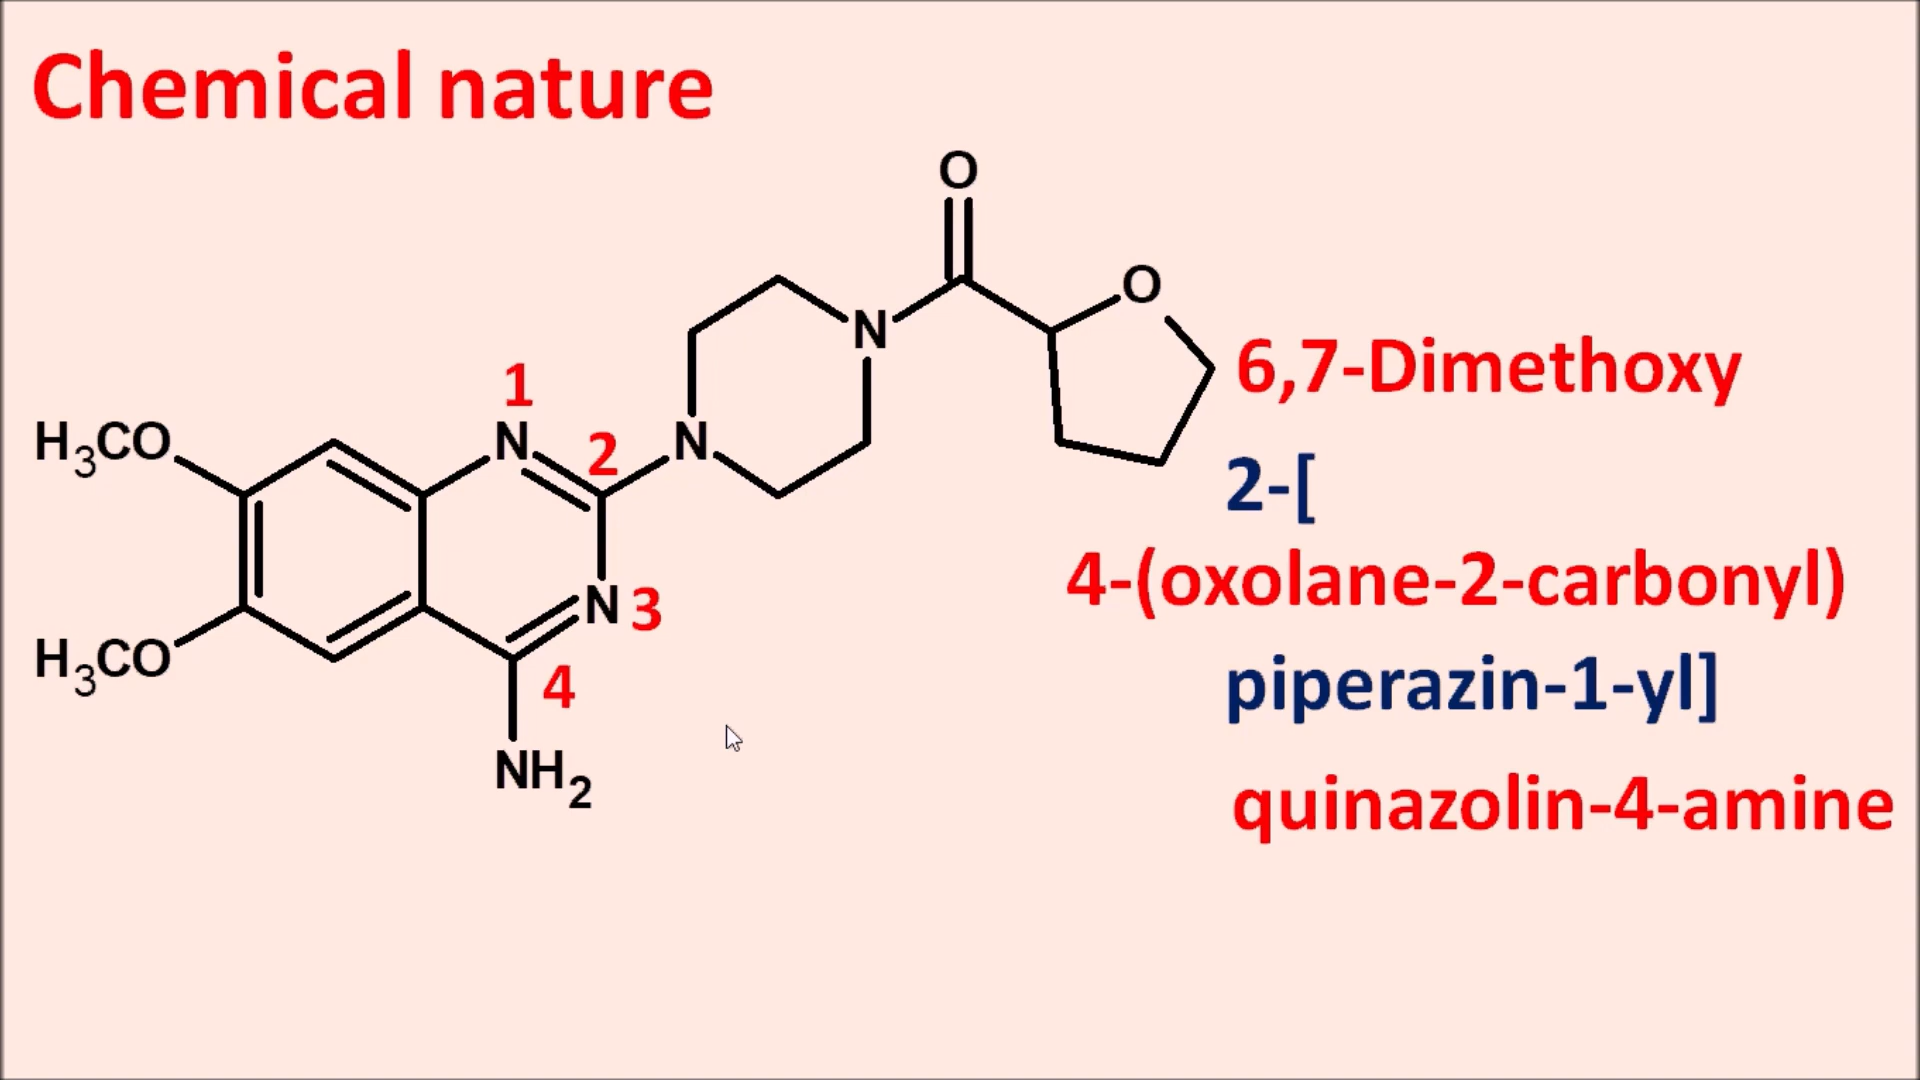 Chemical nature
O
O
N
1
H3CO
N
2
N
N
3
H3CO
4
NH2
6,7-Dimethoxy
2-[
4-(oxolane-2-carbonyl)
piperazin-1-yl]
quinazolin-4-amine